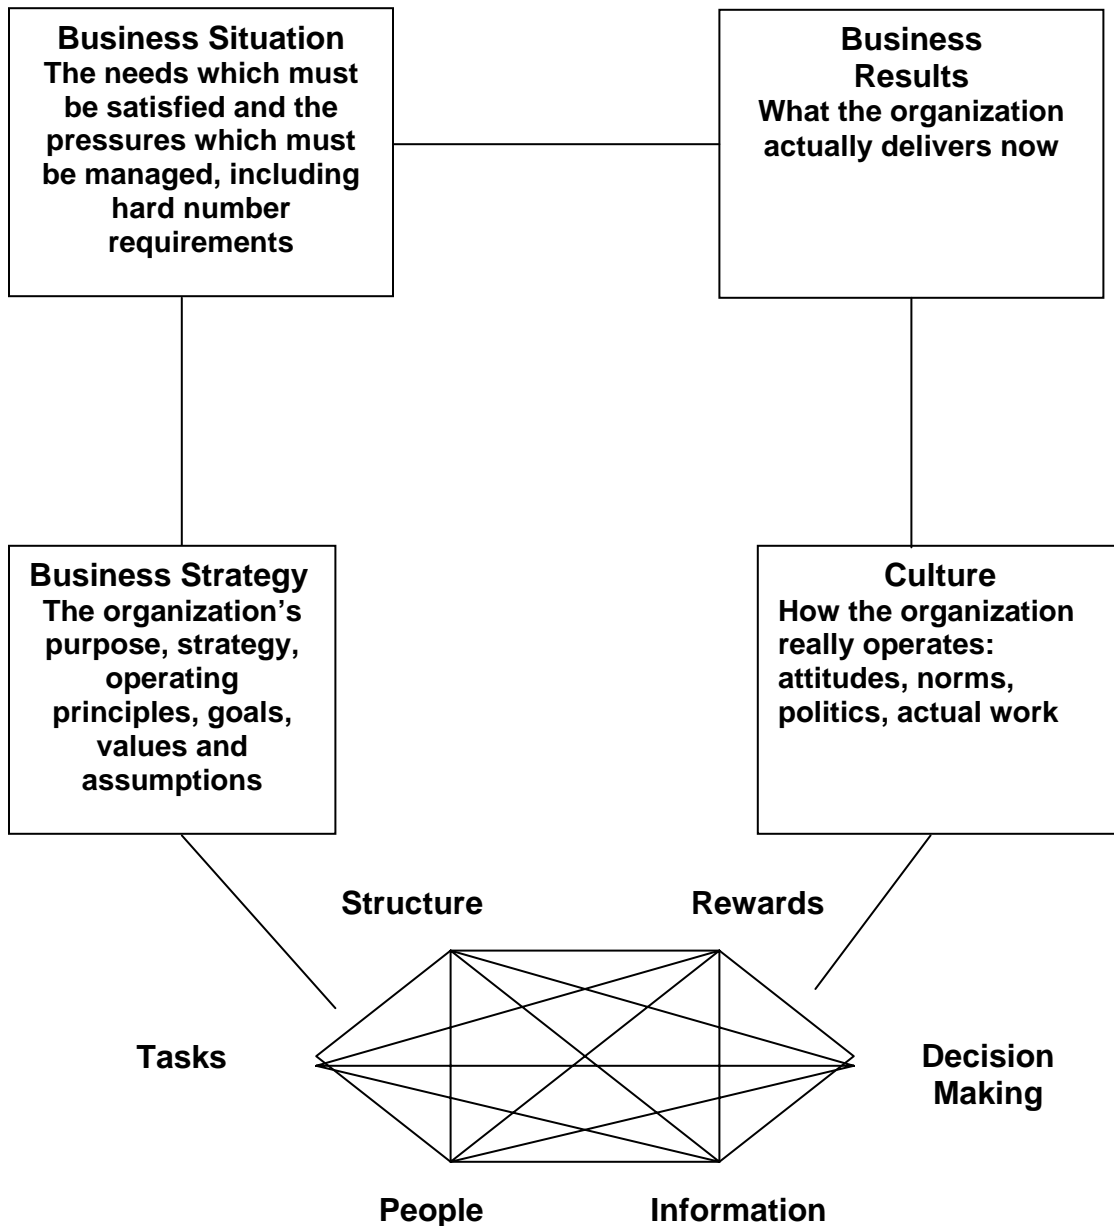 Business Situation
The needs which must
be satisfied and the
pressures which must
be managed, including
hard number
requirements
Business
Results
What the organization
actually delivers now
Business Strategy
The organization’s
purpose, strategy,
operating
principles, goals,
values and
assumptions
Culture
How the organization
really operates:
attitudes, norms,
politics, actual work
Structure
Rewards
Tasks
Decision
Making
People
Information